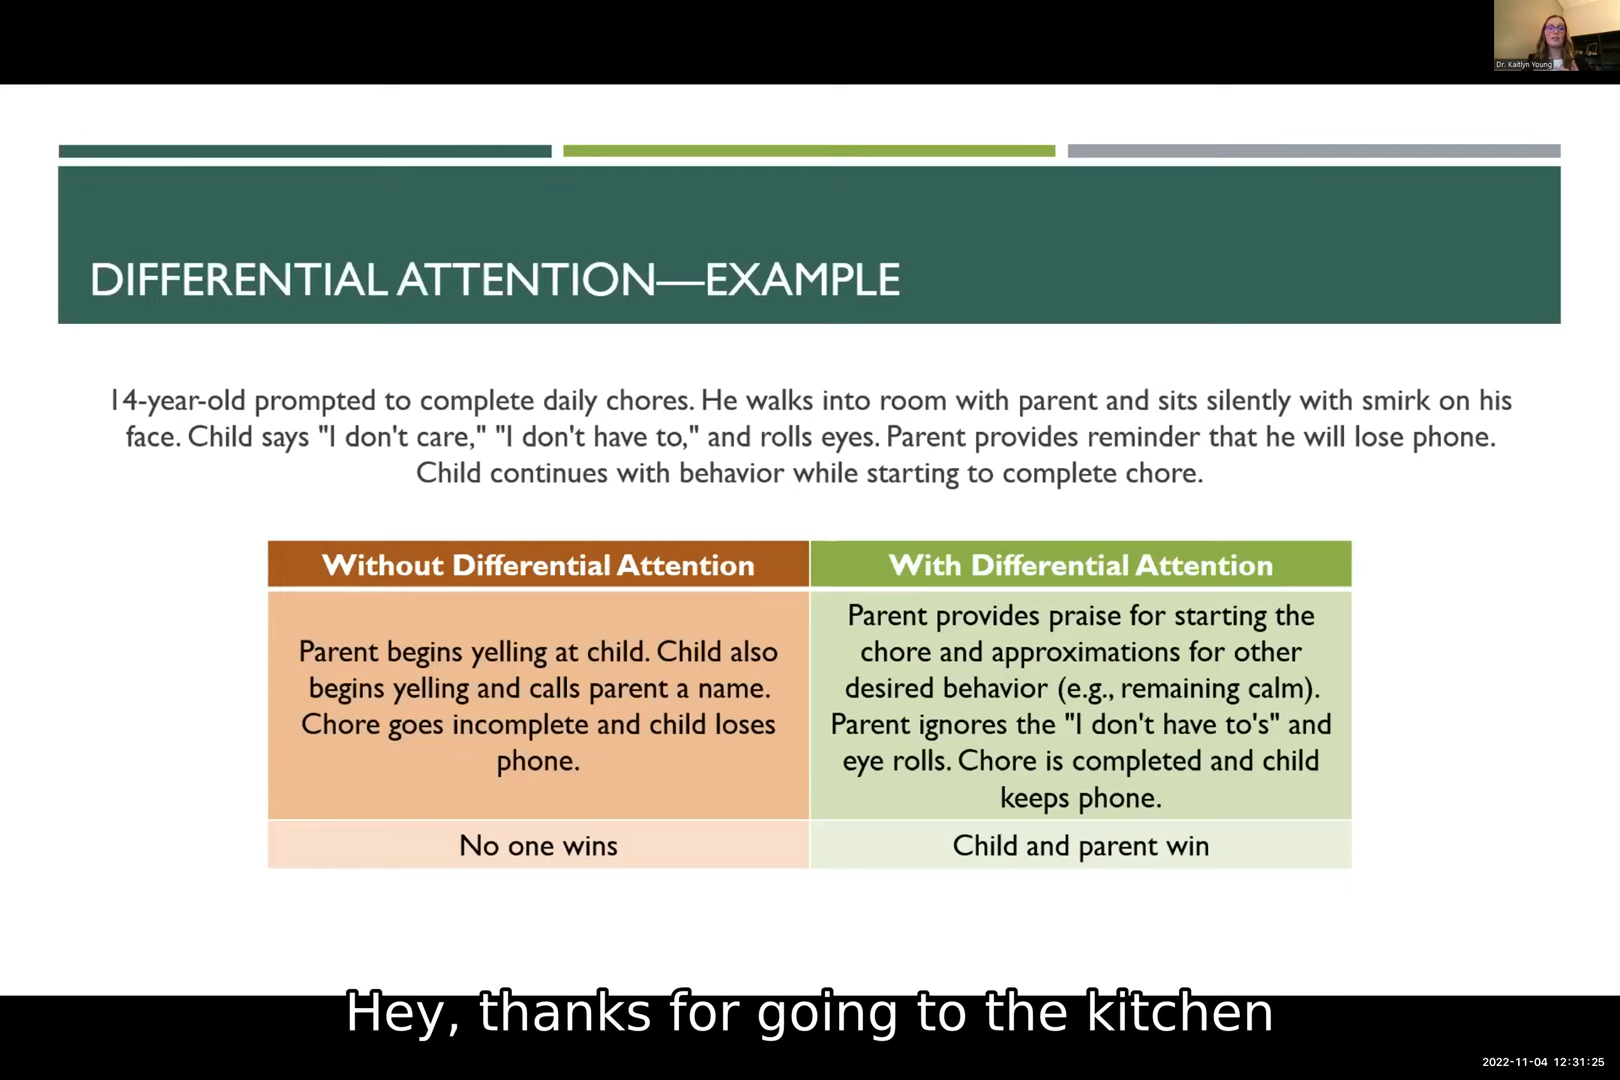 Dr. Kaitlyn Young
DIFFERENTIAL ATTENTION—EXAMPLE
14-year-old prompted to complete daily chores. He walks into room with parent and sits silently with smirk on his
face. Child says "I don't care," "I don't have to," and rolls eyes. Parent provides reminder that he will lose phone.
Child continues with behavior while starting to complete chore.
Without Differential Attention
Parent begins yelling at child. Child also
begins yelling and calls parent a name.
Chore goes incomplete and child loses
phone.
No one wins
With Differential Attention
Parent provides praise for starting the
chore and approximations for other
desired behavior (e.g., remaining calm).
Parent ignores the "I don't have to's" and
eye rolls. Chore is completed and child
keeps phone.
Child and parent win
Hey, thanks for going to the kitchen
2022-11-04 12:31:25